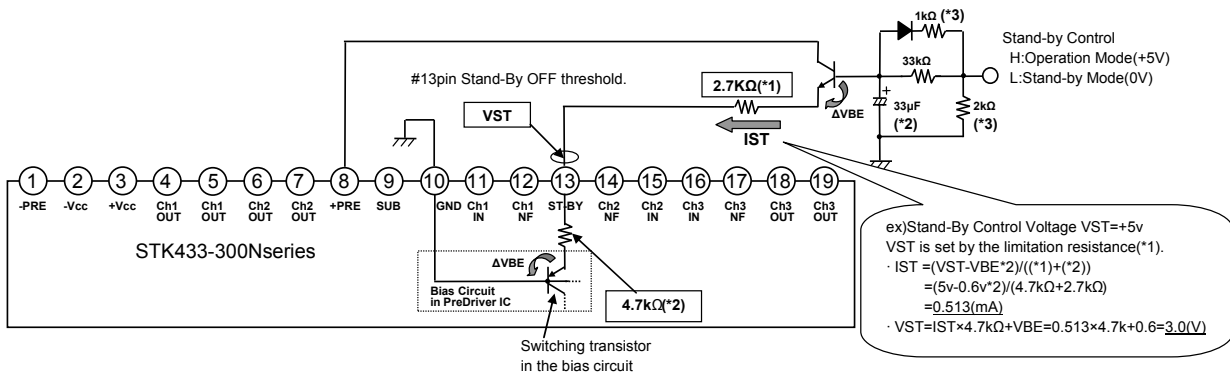 1kΩ (*3)
Stand-by Control
H:Operation Mode(+5V)
L:Stand-by Mode(0V)
33kΩ
#13pin Stand-By OFF threshold.
2.7KΩ(*1)
ΔVBE
33µF
(*2)
2kΩ
(*3)
VST
IST
1 2 3 4 5 6 7 8 9 10 11 12 13 14 15 16 17 18 19
-PRE -Vcc +Vcc Ch1 OUT Ch1 OUT Ch2 OUT Ch2 OUT +PRE SUB GND Ch1 IN Ch1 NF ST-BY Ch2 NF Ch2 IN Ch3 IN Ch3 NF Ch3 OUT Ch3 OUT
STK433-300Nseries
ΔVBE
Bias Circuit
in PreDriver IC
4.7kΩ(*2)
Switching transistor
in the bias circuit
ex)Stand-By Control Voltage VST=+5v
VST is set by the limitation resistance(*1).
· IST =(VST-VBE*2)/((*1)+(*2))
=(5v-0.6v*2)/(4.7kΩ+2.7kΩ)
=0.513(mA)
· VST=IST×4.7kΩ+VBE=0.513×4.7k+0.6=3.0(V)